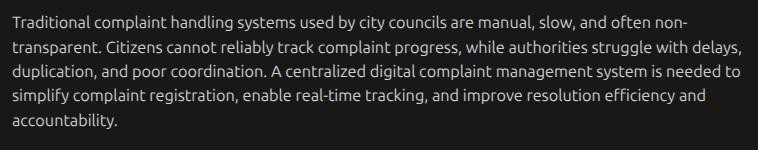 Traditional complaint handling systems used by city councils are manual, slow, and often non-
transparent. Citizens cannot reliably track complaint progress, while authorities struggle with delays,
duplication, and poor coordination. A centralized digital complaint management system is needed to
simplify complaint registration, enable real-time tracking, and improve resolution efficiency and
accountability.